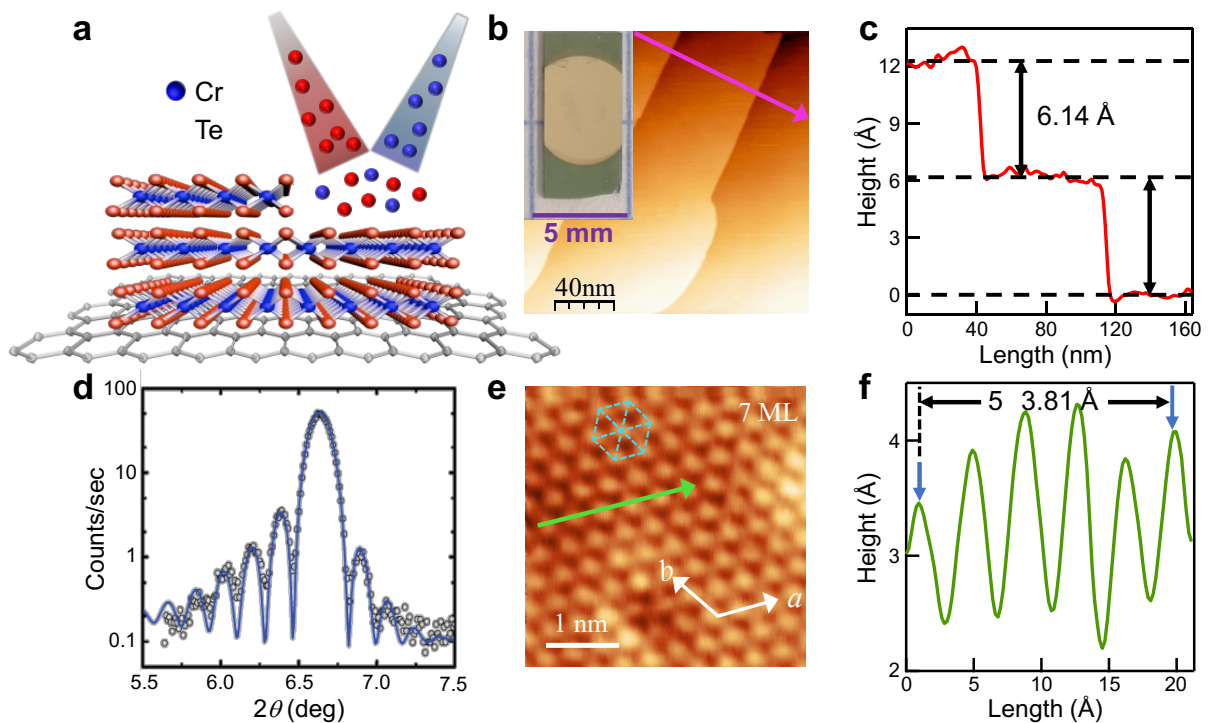 a
Cr
Te
b
5 mm
40nm
c
Height (Å)
12
9
6
3
0
6.14 Å
0
40
80
120
160
Length (nm)
d
Counts/sec
100
10
1
0.1
5.5
6.0
6.5
7.0
7.5
2θ (deg)
e
7 ML
b
a
1 nm
f
Height (Å)
4
3
2
5 3.81 Å
0
5
10
15
20
Length (Å)